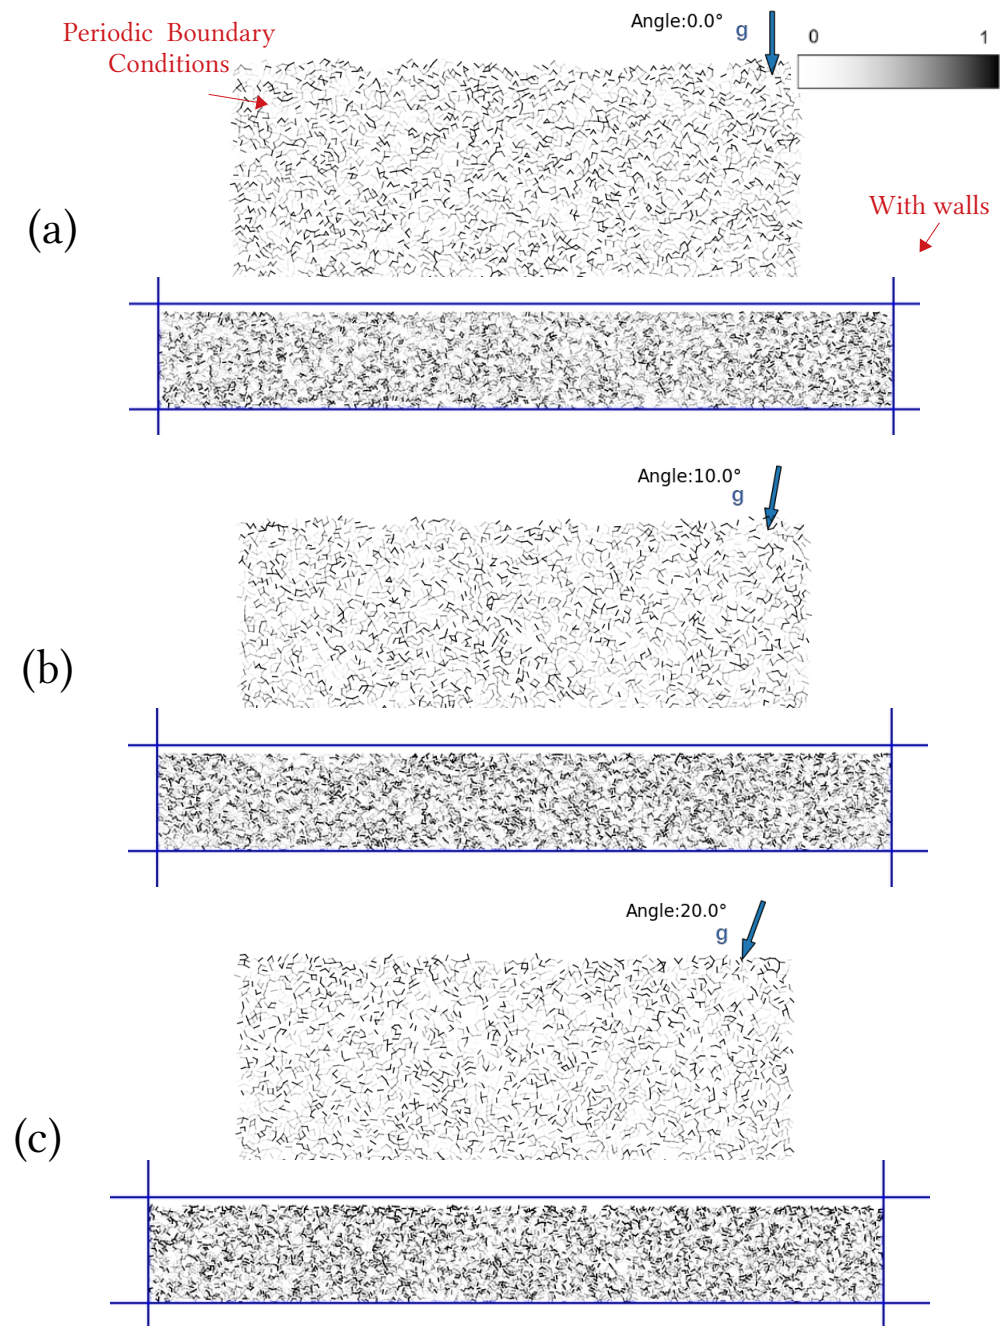 Angle:0.0°
g
Periodic Boundary
Conditions
0 1
With walls
(a)
Angle:10.0°
g
(b)
Angle:20.0°
g
(c)